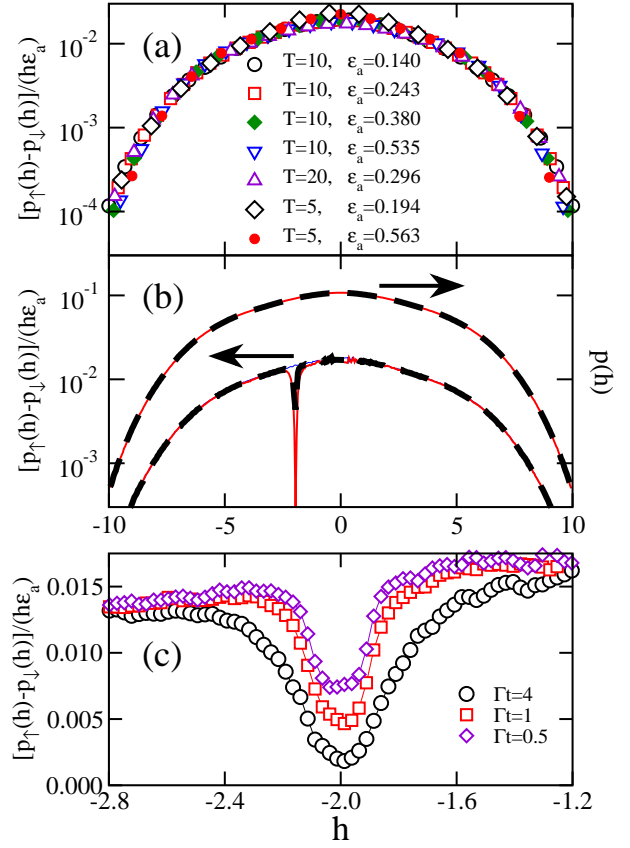 10⁻²
10⁻³
10⁻⁴
[p↑(h)-p↓(h)]/(hεₐ)
(a)
T=10, εₐ=0.140
T=10, εₐ=0.243
T=10, εₐ=0.380
T=10, εₐ=0.535
T=20, εₐ=0.296
T=5, εₐ=0.194
T=5, εₐ=0.563
10⁻¹
10⁻²
10⁻³
[p↑(h)-p↓(h)]/(hεₐ)
(b)
p(h)
-10 -5 0 5 10
0.015
0.010
0.005
0.000
[p↑(h)-p↓(h)]/(hεₐ)
(c)
Γt=4
Γt=1
Γt=0.5
-2.8 -2.4 -2.0 -1.6 -1.2
h